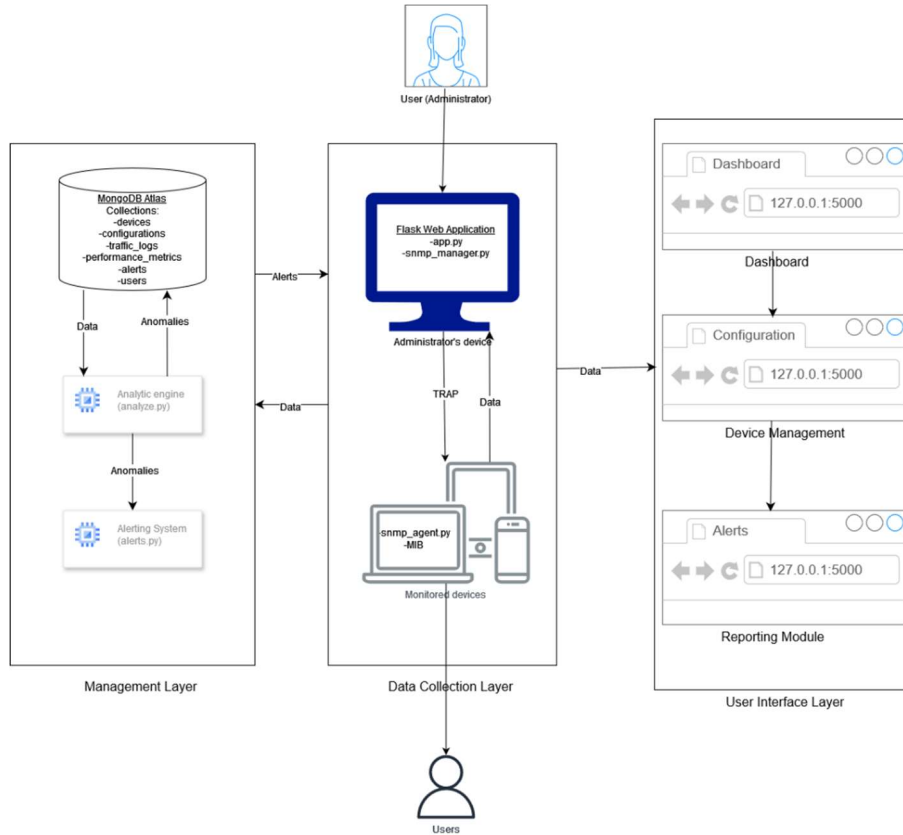 User (Administrator)
MongoDB Atlas
Collections:
-devices
-configurations
-traffic_logs
-performance_metrics
-alerts
-users
Data
Anomalies
Analytic engine
(analyze.py)
Anomalies
Alerting System
(alerts.py)
Management Layer
Alerts
Data
Flask Web Application
-app.py
-snmp_manager.py
Administrator's device
TRAP
Data
-snmp_agent.py
-MIB
Monitored devices
Data Collection Layer
Users
Data
Dashboard
127.0.0.1:5000
Dashboard
Configuration
127.0.0.1:5000
Device Management
Alerts
127.0.0.1:5000
Reporting Module
User Interface Layer